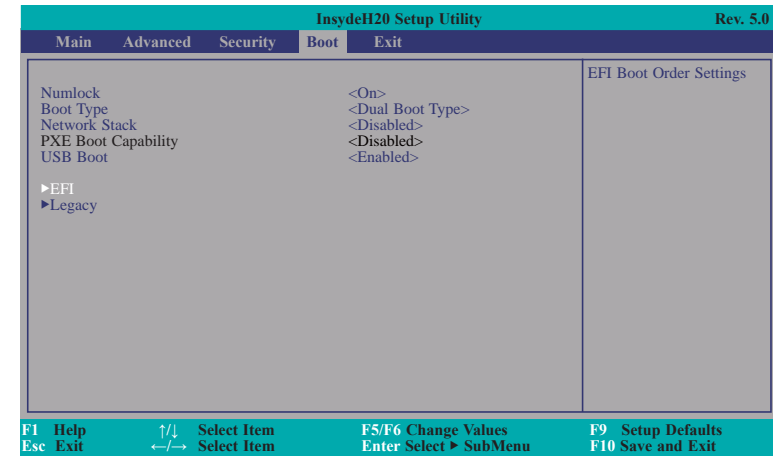 InsydeH20 Setup Utility Rev. 5.0
Main Advanced Security Boot Exit
EFI Boot Order Settings
Numlock <On>
Boot Type <Dual Boot Type>
Network Stack <Disabled>
PXE Boot Capability <Disabled>
USB Boot <Enabled>
▶EFI
▶Legacy
F1 Help ↑/↓ Select Item F5/F6 Change Values F9 Setup Defaults
Esc Exit ←/→ Select Item Enter Select ▶ SubMenu F10 Save and Exit